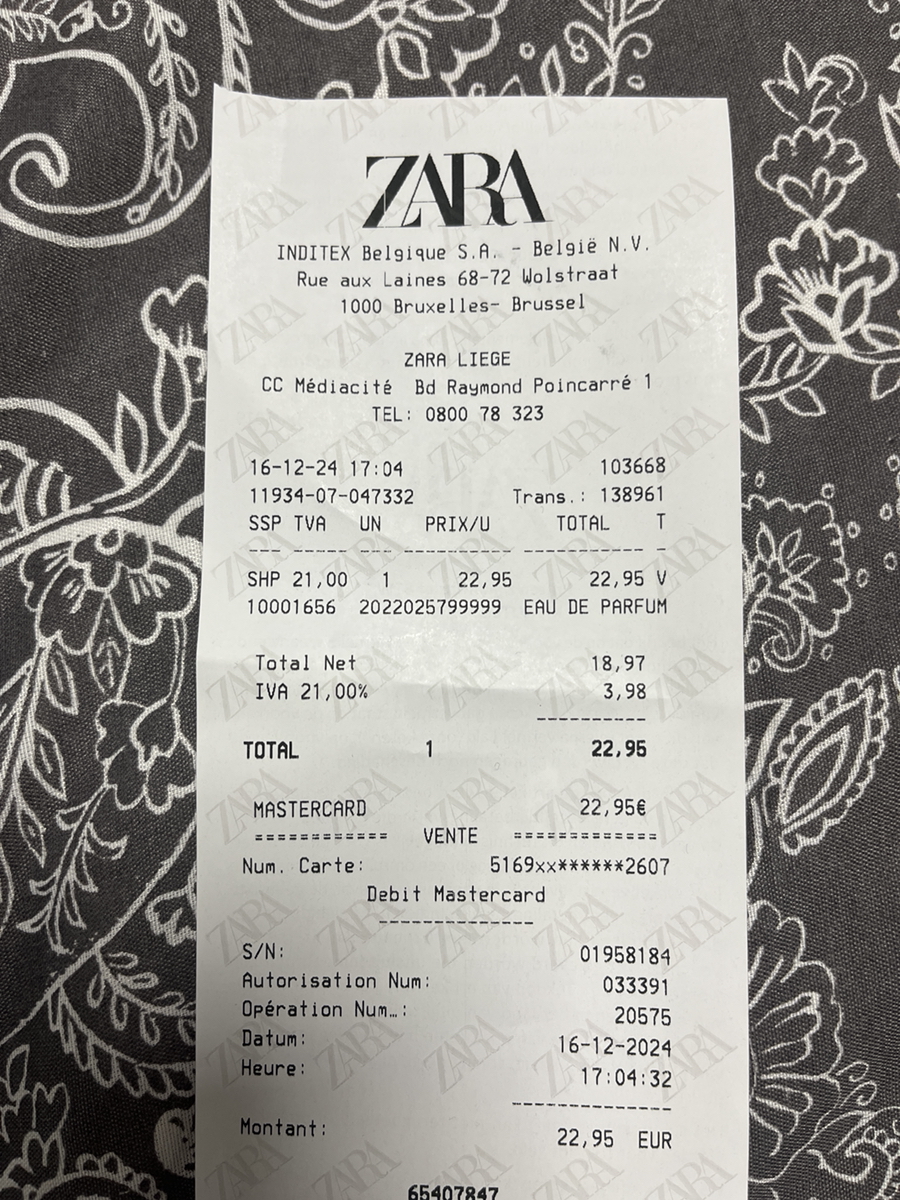 ZARA
INDITEX Belgique S.A. - België N.V.
Rue aux Laines 68-72 Wolstraat
1000 Bruxelles- Brussel
ZARA LIEGE
CC Médiacité Bd Raymond Poincarré 1
TEL: 0800 78 323
16-12-24 17:04 103668
11934-07-047332 Trans.: 138961
SSP TVA UN PRIX/U TOTAL T
--- ----- --- ---------- ----------- -
SHP 21,00 1 22,95 22,95 V
10001656 2022025799999 EAU DE PARFUM
Total Net 18,97
IVA 21,00% 3,98
----------
TOTAL 1 22,95
MASTERCARD 22,95€
============ VENTE =============
Num. Carte: 5169xx******2607
Debit Mastercard
--------------
S/N: 01958184
Autorisation Num: 033391
Opération Num…: 20575
Datum: 16-12-2024
Heure: 17:04:32
--------------
Montant: 22,95 EUR
65407847